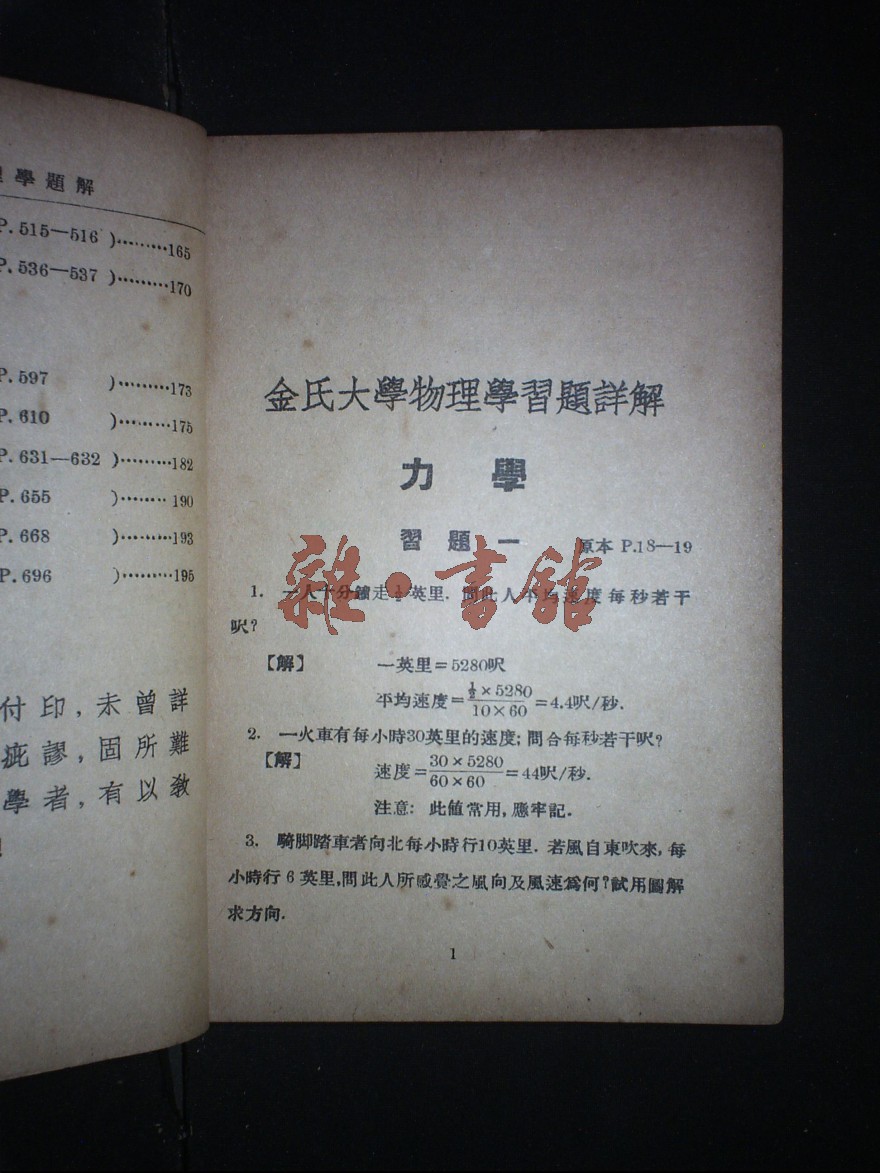 理學題解
P.515—516 )………165
P.536—537 )………170
P.597 )………173
P.610 )………175
P.631—632 )………182
P.655 )……… 190
P.668 )………193
P.696 )………195
付印,未曾詳
疵謬,固所難
學者,有以敎
金氏大學物理學習題詳解
力 學
習 題 一 原本 P.18—19
1. 一人十分鐘走½英里. 問此人平均速度每秒若干
呎?
【解】 一英里=5280呎
平均速度=½×5280/10×60=4.4呎/秒.
2. 一火車有每小時30英里的速度;問合每秒若干呎?
【解】 速度=30×5280/60×60=44呎/秒.
注意: 此値常用,應牢記.
3. 騎脚踏車者向北每小時行10英里. 若風自東吹來,每
小時行 6 英里,問此人所感覺之風向及風速爲何?試用圖解
求方向.
1
雜·書舘